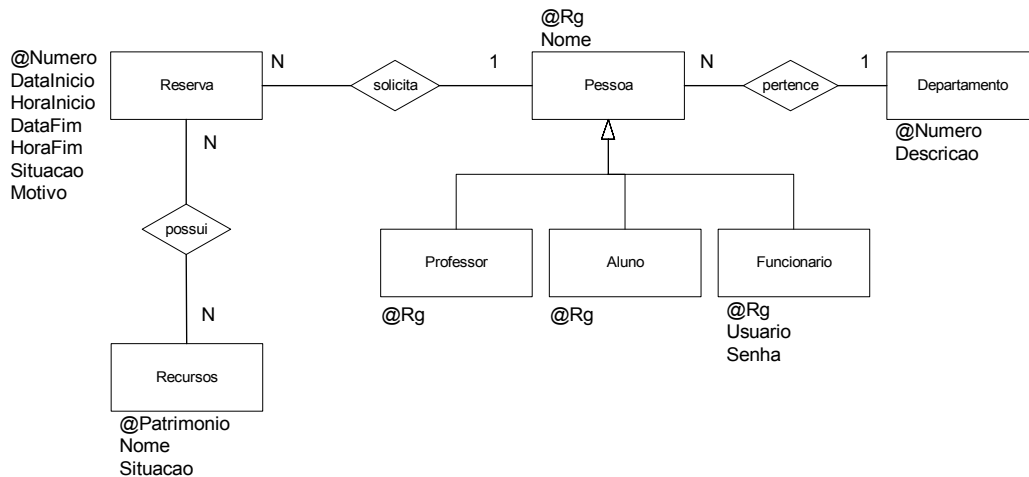 @Numero
DataInicio
HoraInicio
DataFim
HoraFim
Situacao
Motivo
Reserva
N
solicita
1
@Rg
Nome
Pessoa
N
pertence
1
Departamento
@Numero
Descricao
N
possui
N
Recursos
@Patrimonio
Nome
Situacao
Professor
@Rg
Aluno
@Rg
Funcionario
@Rg
Usuario
Senha